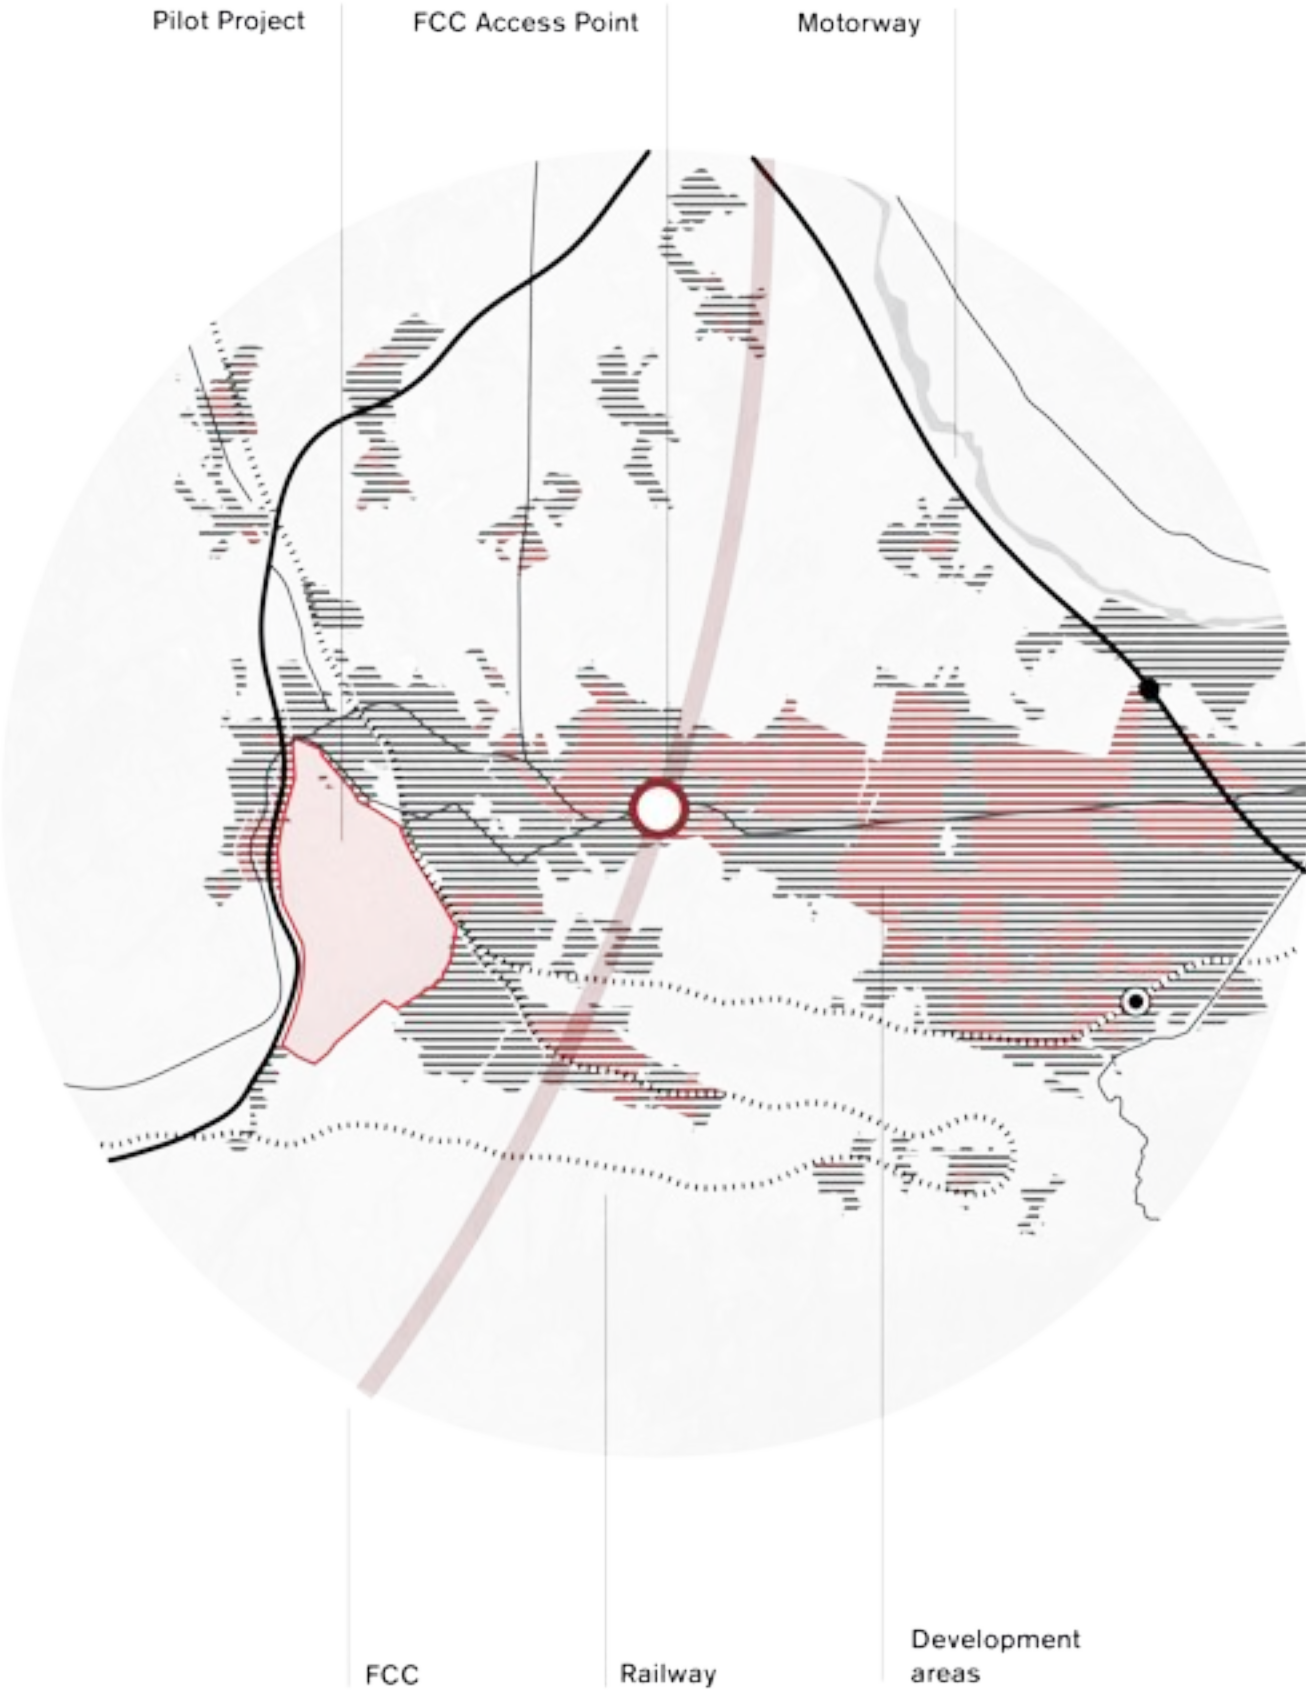 Pilot Project
FCC Access Point
Motorway
FCC
Railway
Development
areas